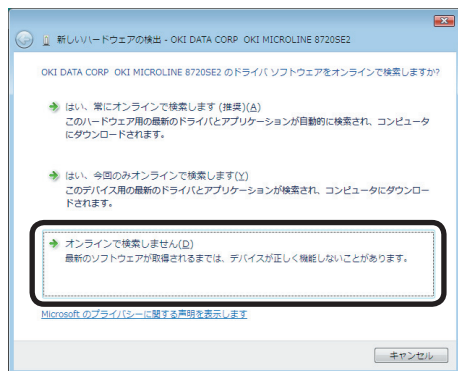 新しいハードウェアの検出 - OKI DATA CORP OKI MICROLINE 8720SE2
OKI DATA CORP OKI MICROLINE 8720SE2 のドライバ ソフトウェアをオンラインで検索しますか?
はい、常にオンラインで検索します (推奨)(A)
このハードウェア用の最新のドライバとアプリケーションが自動的に検索され、コンピュータ
にダウンロードされます。
はい、今回のみオンラインで検索します(Y)
このデバイス用の最新のドライバとアプリケーションが検索され、コンピュータにダウンロー
ドされます。
オンラインで検索しません(D)
最新のソフトウェアが取得されるまでは、デバイスが正しく機能しないことがあります。
Microsoft のプライバシーに関する声明を表示します
キャンセル